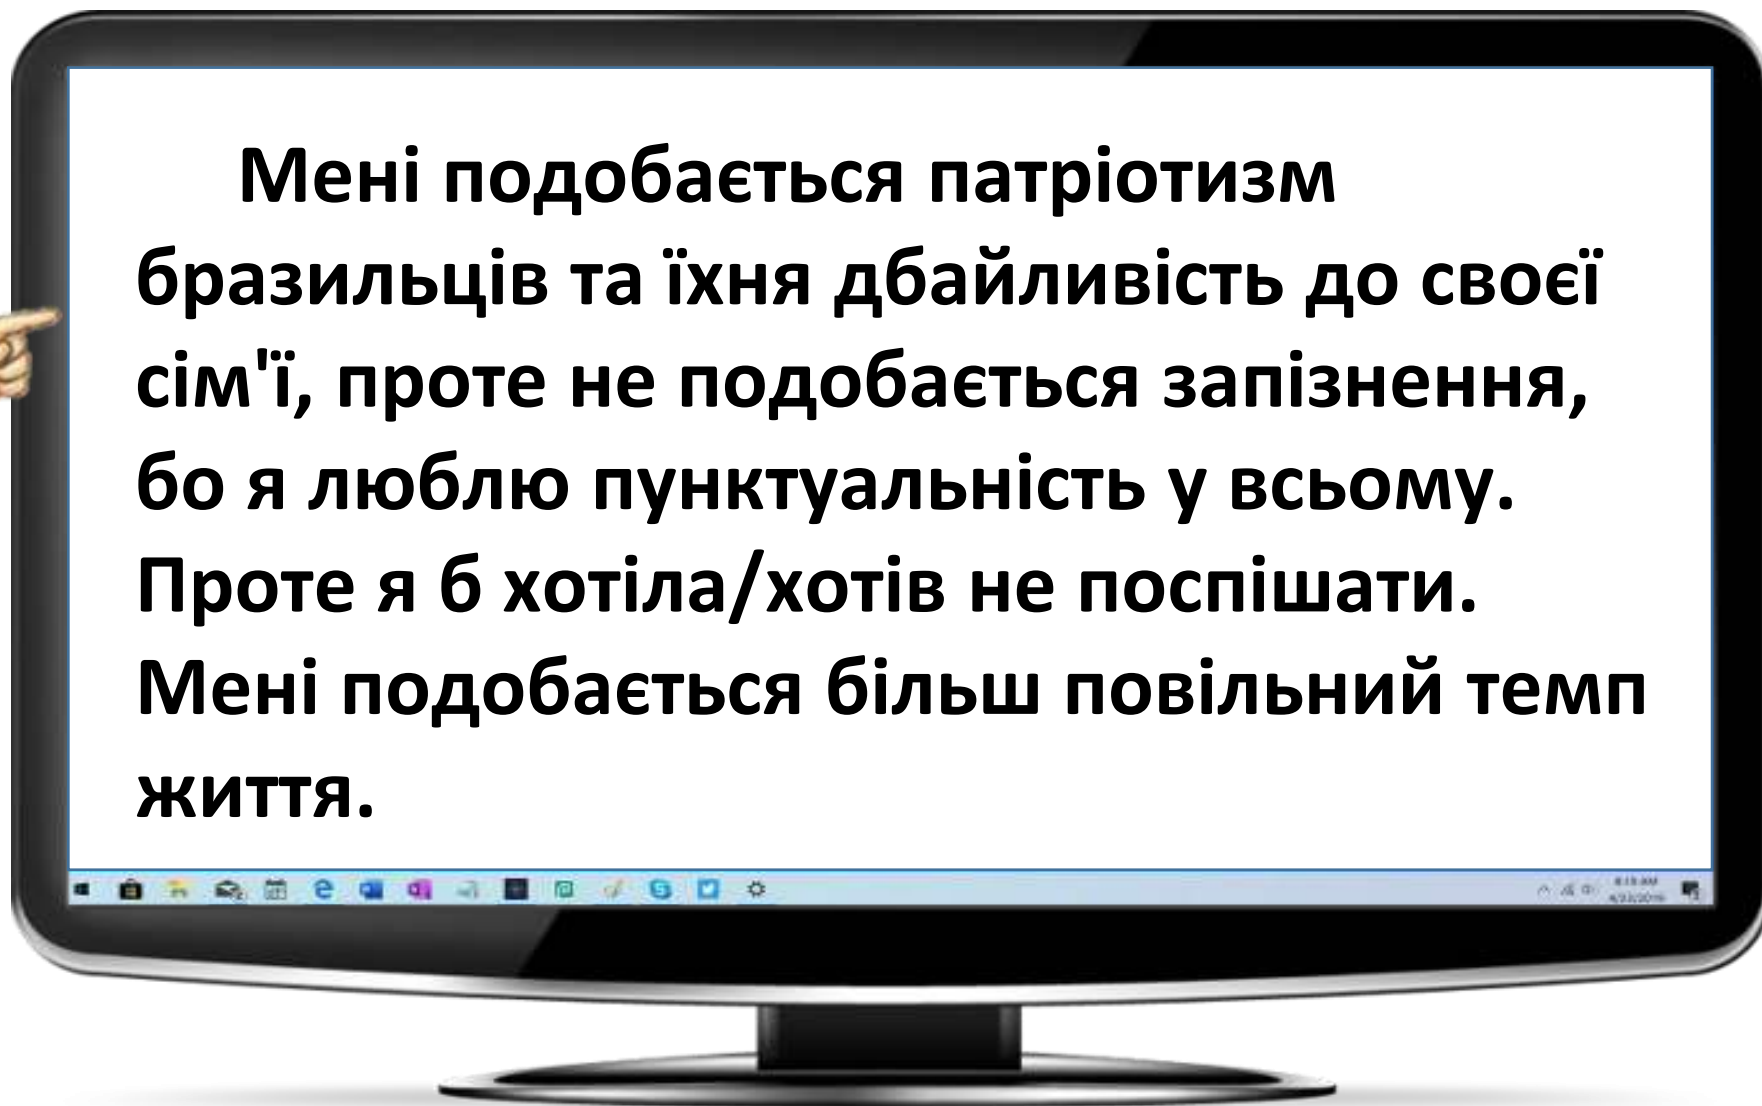 Мені подобається патріотизм
бразильців та їхня дбайливість до своєї
сім'ї, проте не подобається запізнення,
бо я люблю пунктуальність у всьому.
Проте я б хотіла/хотів не поспішати.
Мені подобається більш повільний темп
життя.